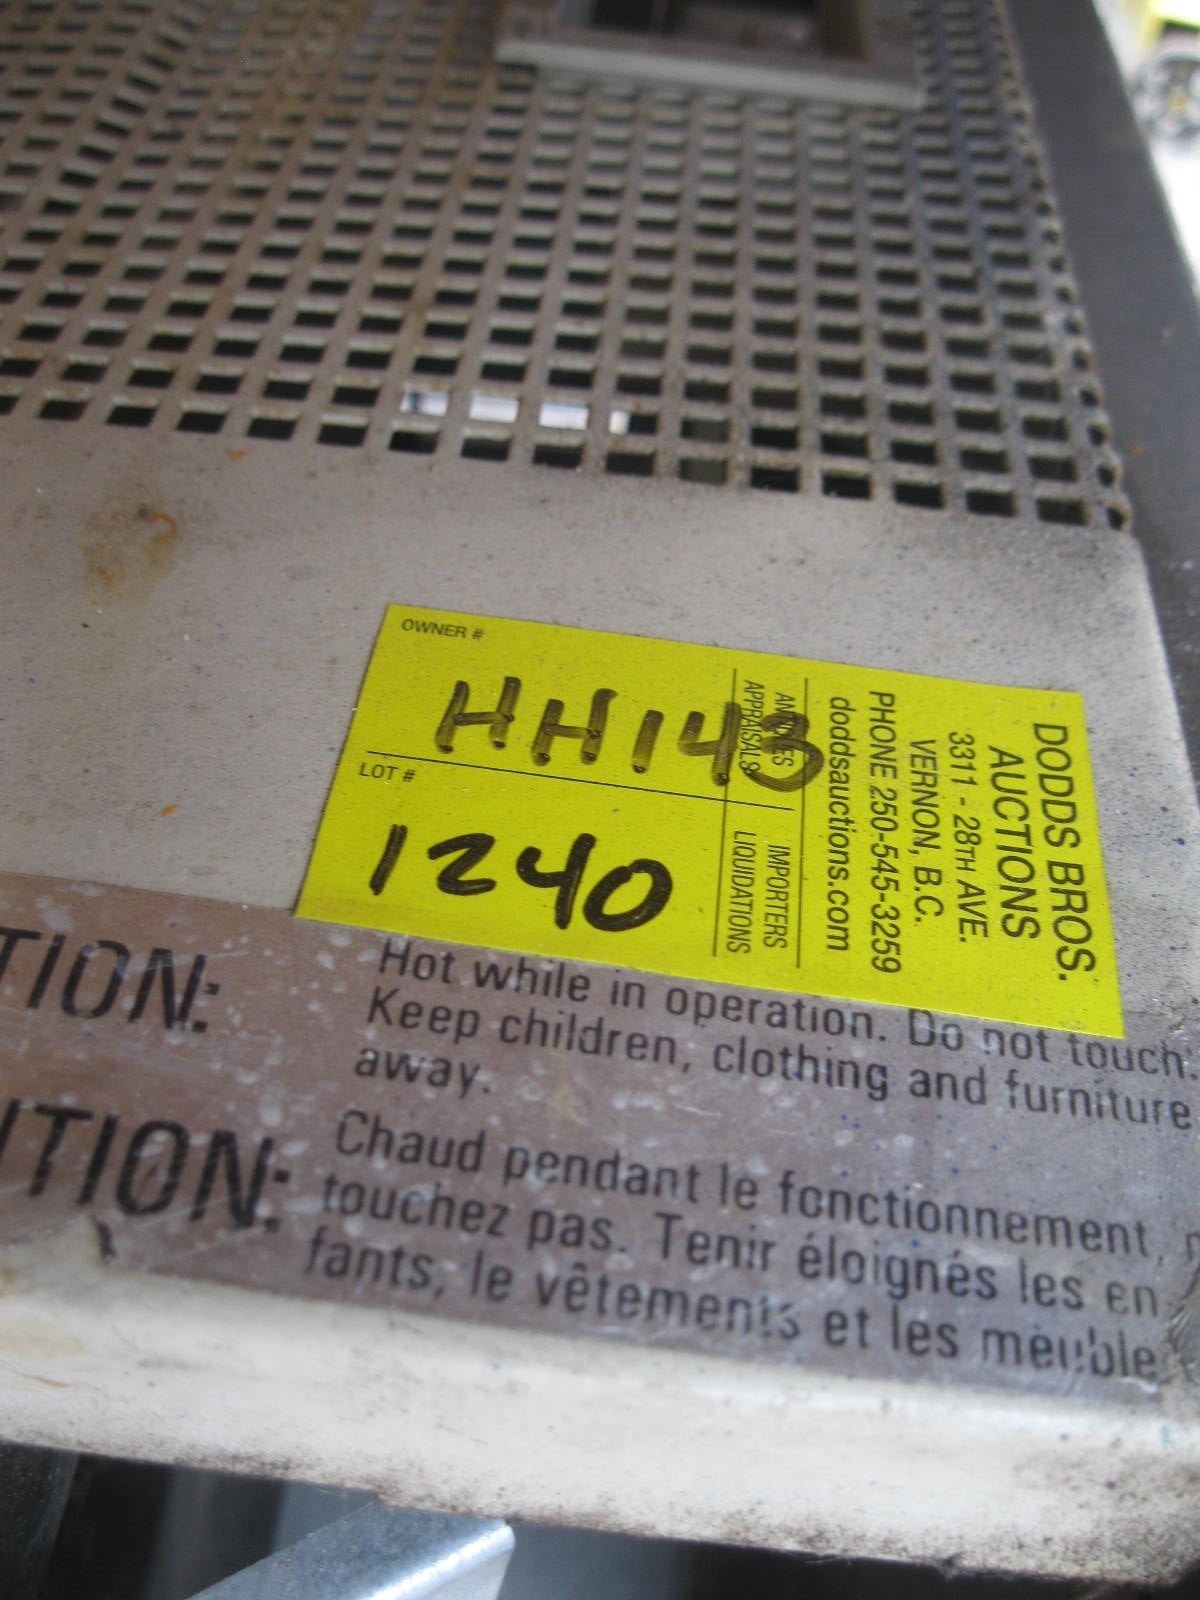 OWNER #
HH143
LOT #
1240
APPRAISALS
IMPORTERS
LIQUIDATIONS
DODDS BROS.
AUCTIONS
3311 - 28TH AVE.
VERNON, B.C.
PHONE 250-545-3259
doddsauctions.com
TION:
Hot while in operation. Do not touch.
Keep children, clothing and furniture
away.
TION:
Chaud pendant le fonctionnement,
touchez pas. Tenir éloignés les en
fants, le vêtements et les meuble